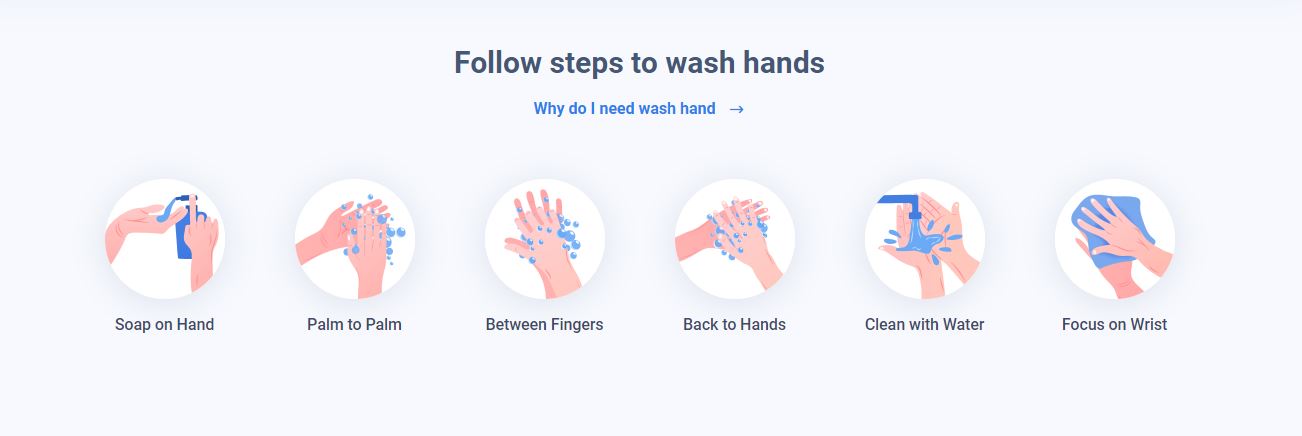 Follow steps to wash hands
Why do I need wash hand →
Soap on Hand
Palm to Palm
Between Fingers
Back to Hands
Clean with Water
Focus on Wrist